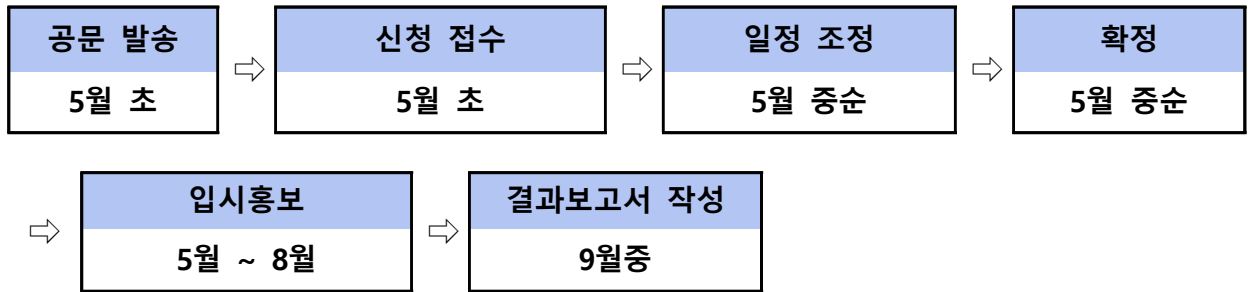 공문 발송 ⇨ 신청 접수 ⇨ 일정 조정 ⇨ 확정
5월 초 5월 초 5월 중순 5월 중순
⇨ 입시홍보 ⇨ 결과보고서 작성
5월 ~ 8월 9월중